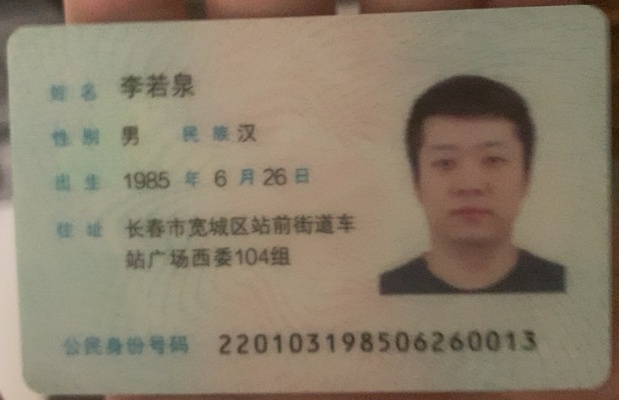 姓名 李若泉
性别 男 民族 汉
出生 1985 年 6 月 26 日
住址 长春市宽城区站前街道车
站广场西委104组
公民身份号码 220103198506260013